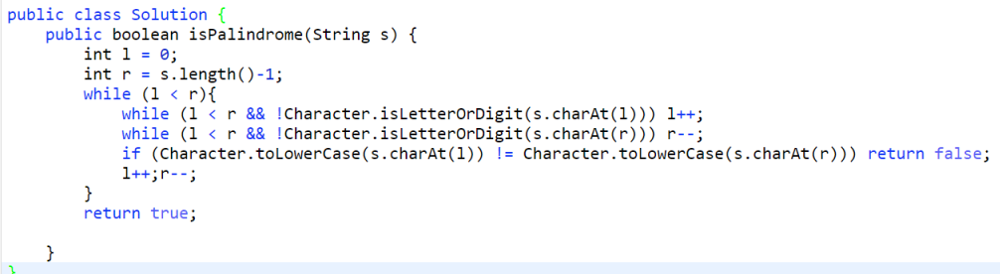 public class Solution {
    public boolean isPalindrome(String s) {
        int l = 0;
        int r = s.length()-1;
        while (l < r){
            while (l < r && !Character.isLetterOrDigit(s.charAt(l))) l++;
            while (l < r && !Character.isLetterOrDigit(s.charAt(r))) r--;
            if (Character.toLowerCase(s.charAt(l)) != Character.toLowerCase(s.charAt(r))) return false;
            l++;r--;
        }
        return true;

    }
}